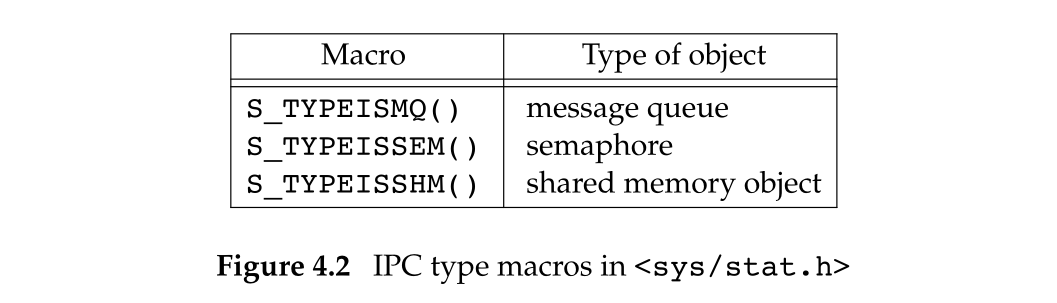 Macro Type of object
S_TYPEISMQ() message queue
S_TYPEISSEM() semaphore
S_TYPEISSHM() shared memory object
Figure 4.2 IPC type macros in <sys/stat.h>